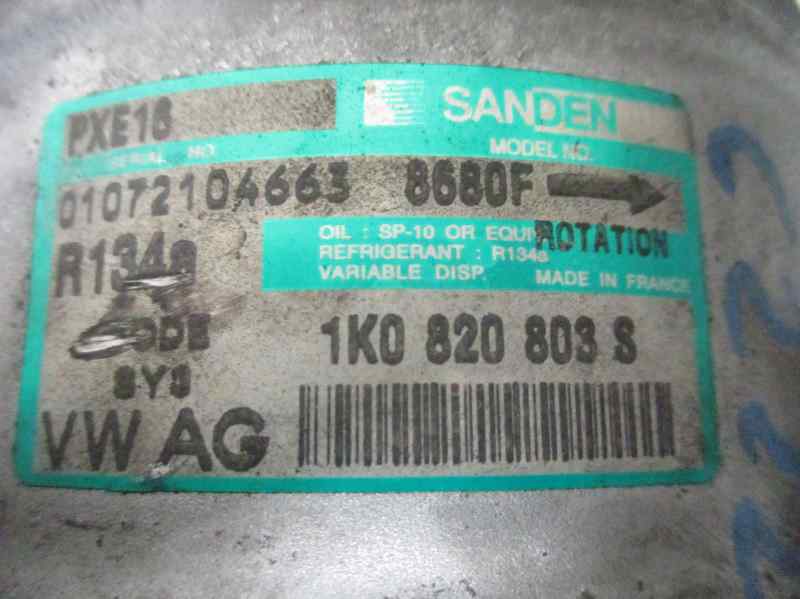 PXE16 SANDEN
SERIAL NO. MODEL NO.
01072104663 8680F
OIL : SP-10 OR EQUI ROTATION
R134a REFRIGERANT : R134a
VARIABLE DISP. MADE IN FRANCE
1K0 820 803 S
VW AG